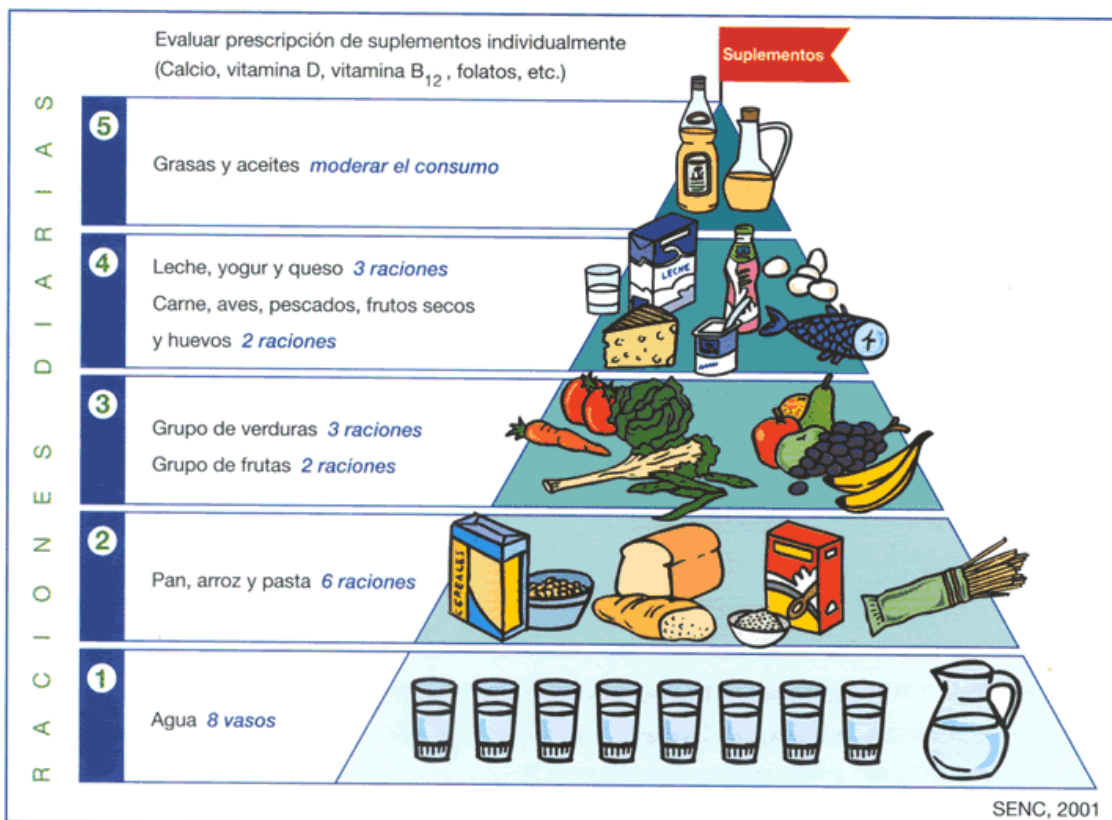 Evaluar prescripción de suplementos individualmente
(Calcio, vitamina D, vitamina B12, folatos, etc.)
Suplementos
RACIONES DIARIAS
5
Grasas y aceites moderar el consumo
4
Leche, yogur y queso 3 raciones
Carne, aves, pescados, frutos secos
y huevos 2 raciones
LECHE
3
Grupo de verduras 3 raciones
Grupo de frutas 2 raciones
2
Pan, arroz y pasta 6 raciones
CEREALES
1
Agua 8 vasos
SENC, 2001